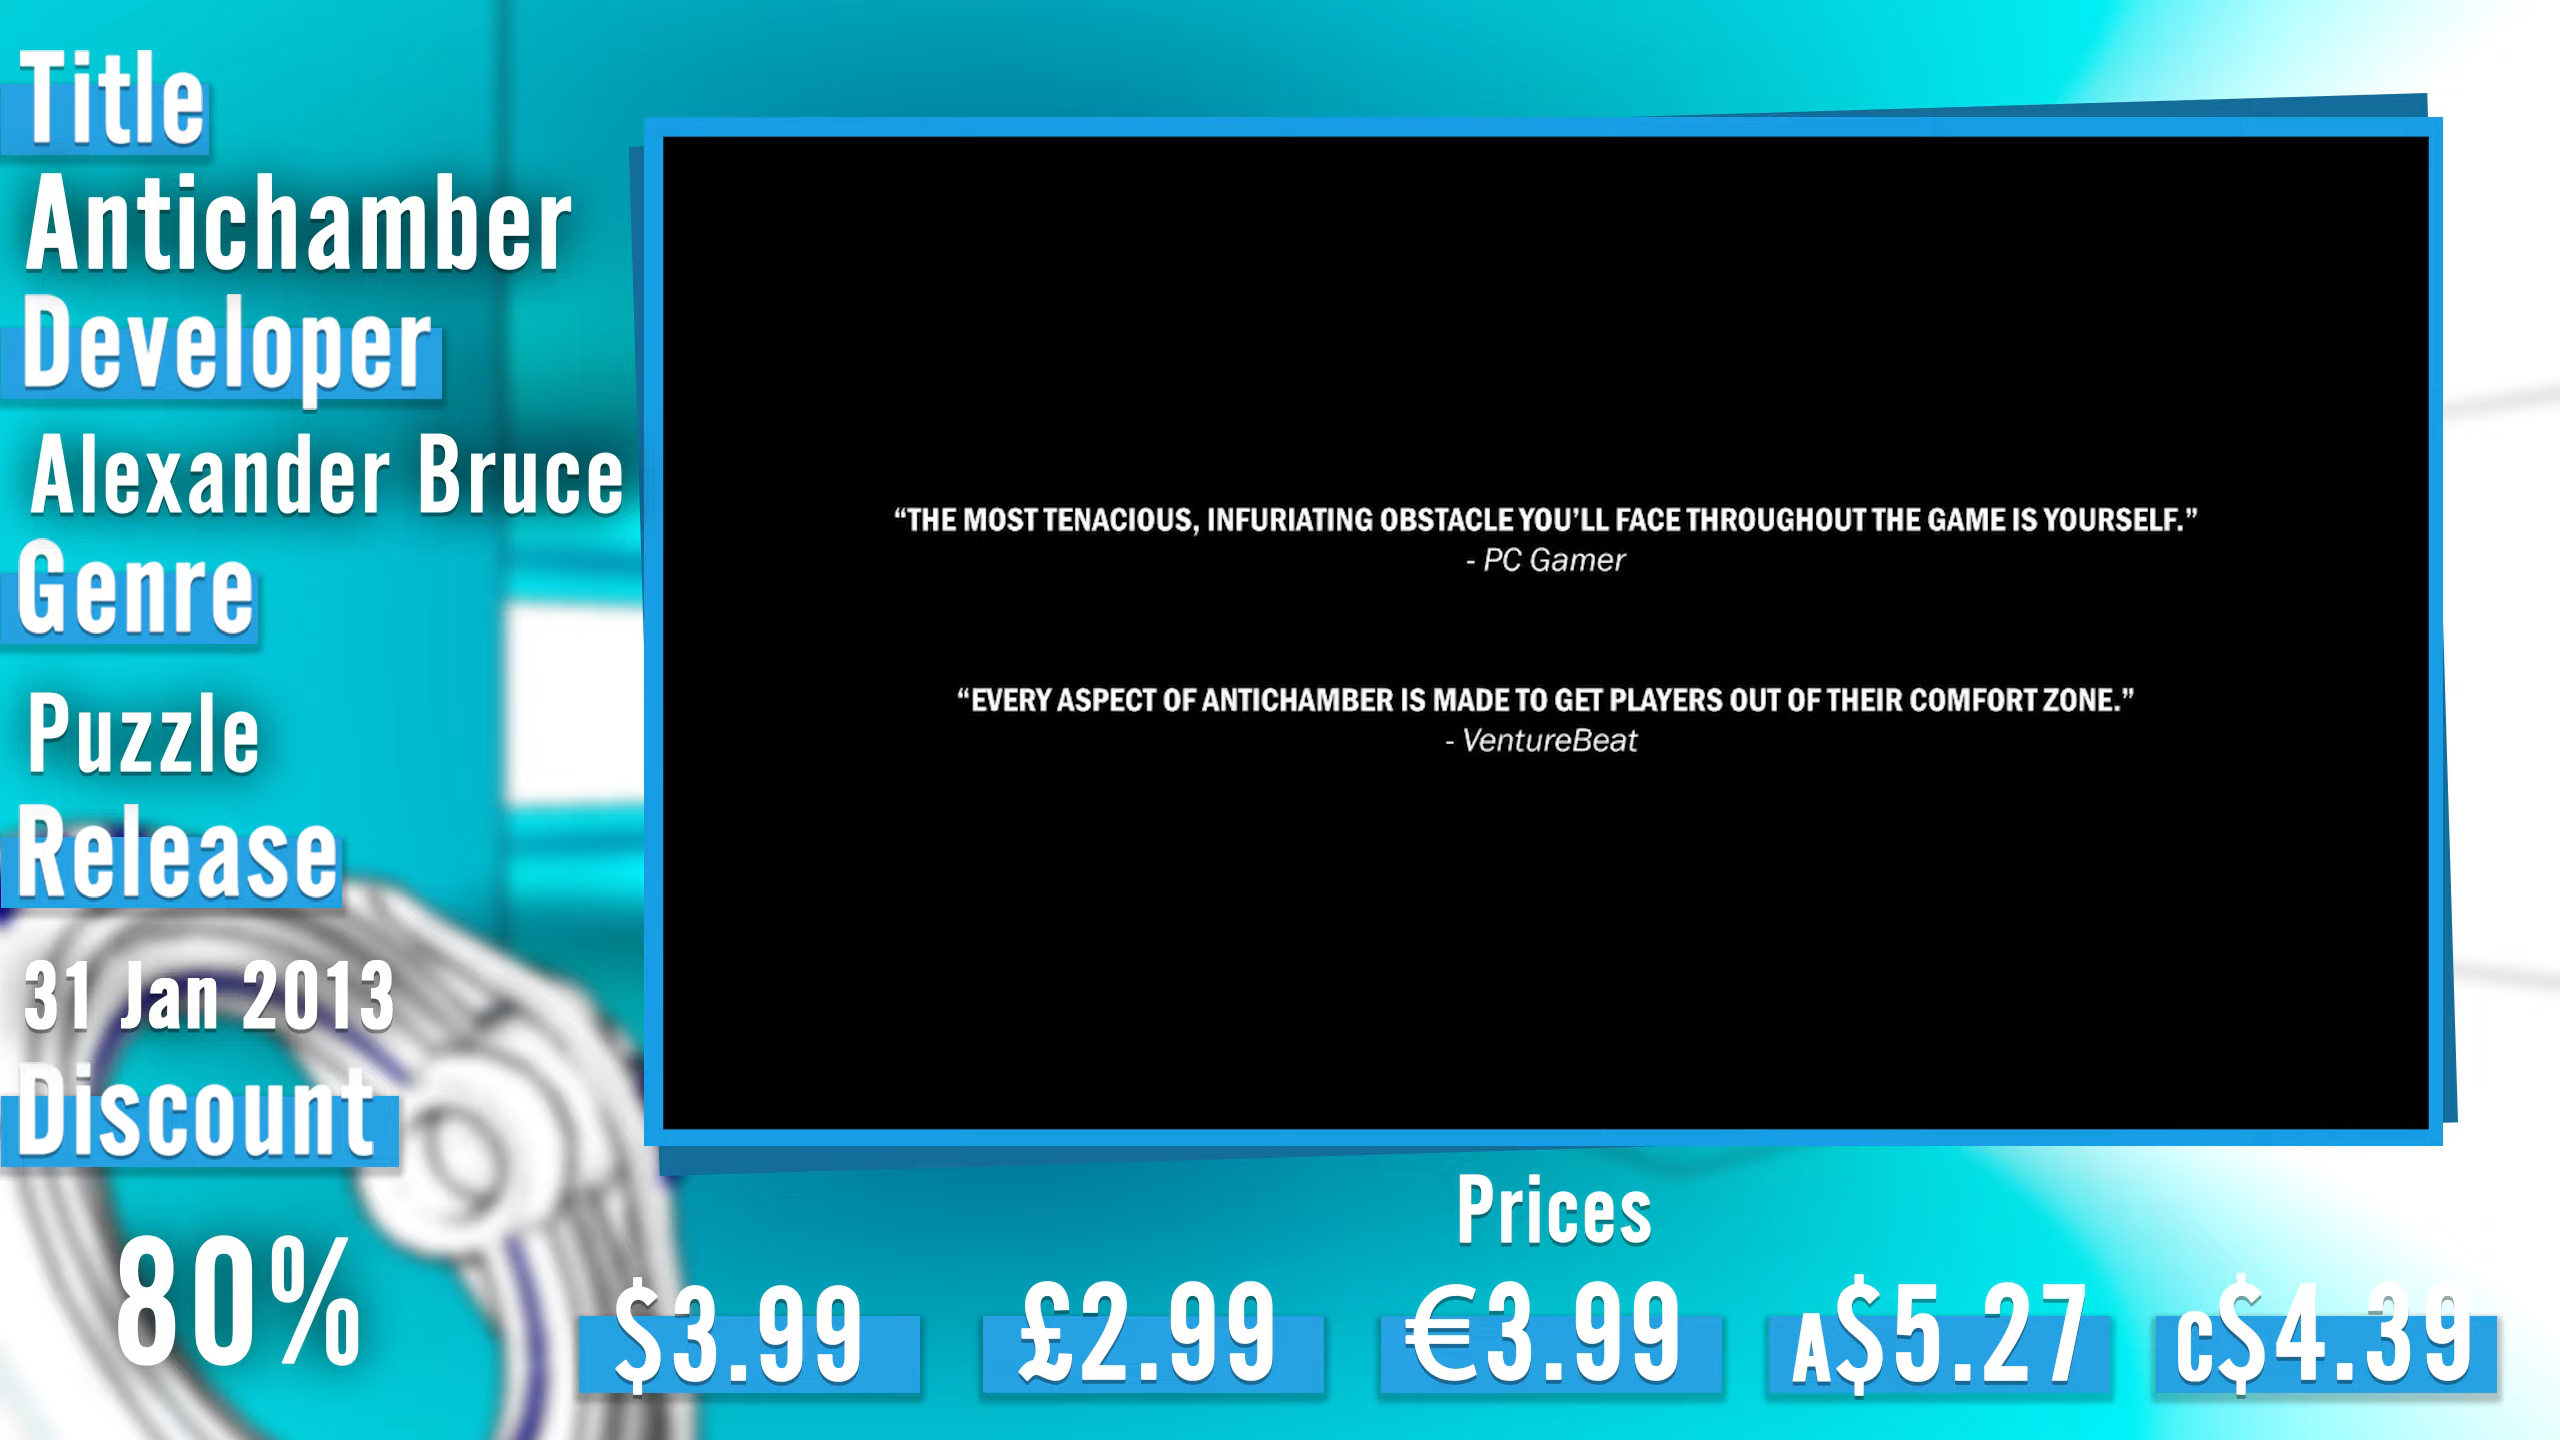 Title
Antichamber
Developer
Alexander Bruce
Genre
Puzzle
Release
31 Jan 2013
Discount
80%
“THE MOST TENACIOUS, INFURIATING OBSTACLE YOU’LL FACE THROUGHOUT THE GAME IS YOURSELF.”
- PC Gamer
“EVERY ASPECT OF ANTICHAMBER IS MADE TO GET PLAYERS OUT OF THEIR COMFORT ZONE.”
- VentureBeat
Prices
$3.99 £2.99 €3.99 A$5.27 C$4.39